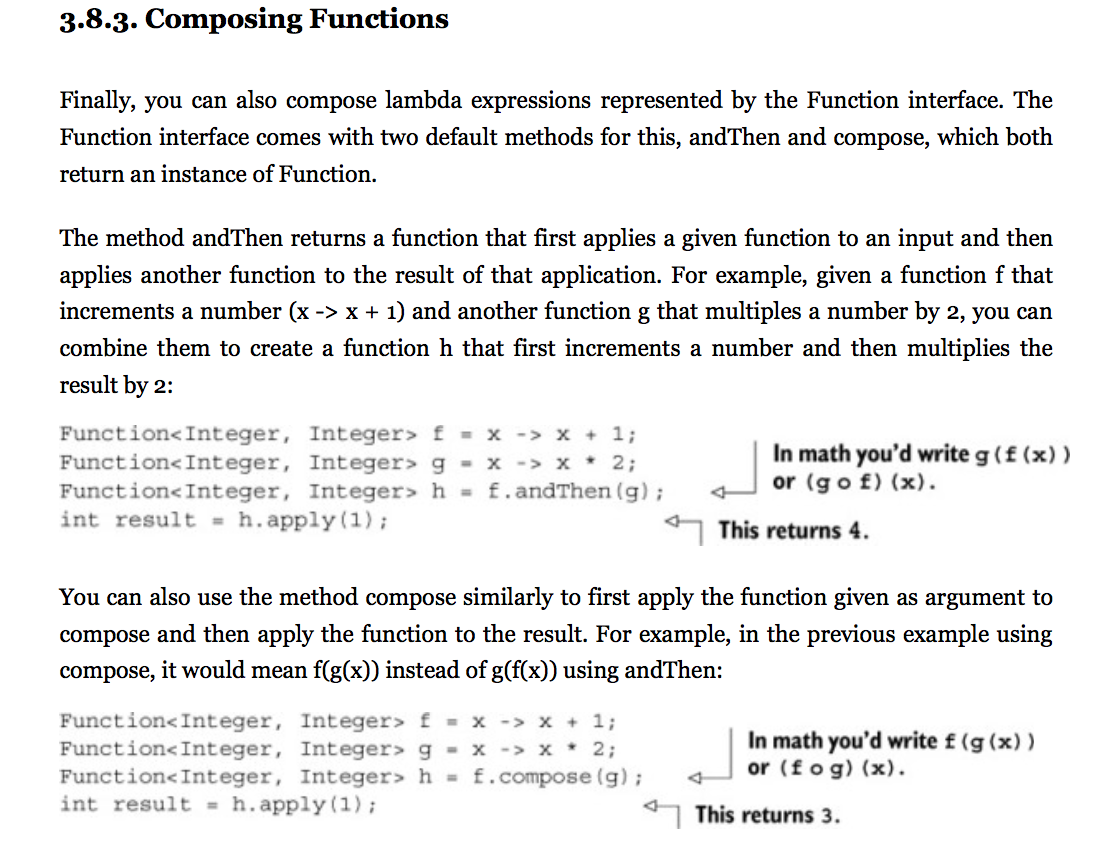 3.8.3. Composing Functions
Finally, you can also compose lambda expressions represented by the Function interface. The
Function interface comes with two default methods for this, andThen and compose, which both
return an instance of Function.
The method andThen returns a function that first applies a given function to an input and then
applies another function to the result of that application. For example, given a function f that
increments a number (x -> x + 1) and another function g that multiples a number by 2, you can
combine them to create a function h that first increments a number and then multiplies the
result by 2:
Function<Integer, Integer> f = x -> x + 1;
Function<Integer, Integer> g = x -> x * 2;
Function<Integer, Integer> h = f.andThen(g);
int result = h.apply(1);
In math you'd write g(f(x))
or (g o f)(x).
This returns 4.
You can also use the method compose similarly to first apply the function given as argument to
compose and then apply the function to the result. For example, in the previous example using
compose, it would mean f(g(x)) instead of g(f(x)) using andThen:
Function<Integer, Integer> f = x -> x + 1;
Function<Integer, Integer> g = x -> x * 2;
Function<Integer, Integer> h = f.compose(g);
int result = h.apply(1);
In math you'd write f(g(x))
or (f o g)(x).
This returns 3.